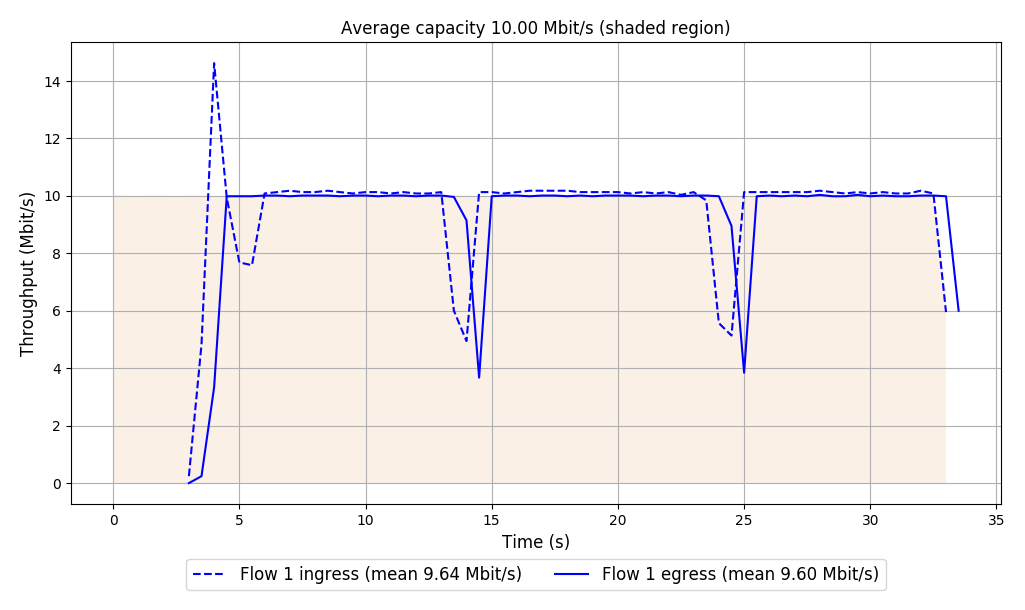 Average capacity 10.00 Mbit/s (shaded region)
Throughput (Mbit/s)
14
12
10
8
6
4
2
0
0 5 10 15 20 25 30 35
Time (s)
Flow 1 ingress (mean 9.64 Mbit/s) Flow 1 egress (mean 9.60 Mbit/s)